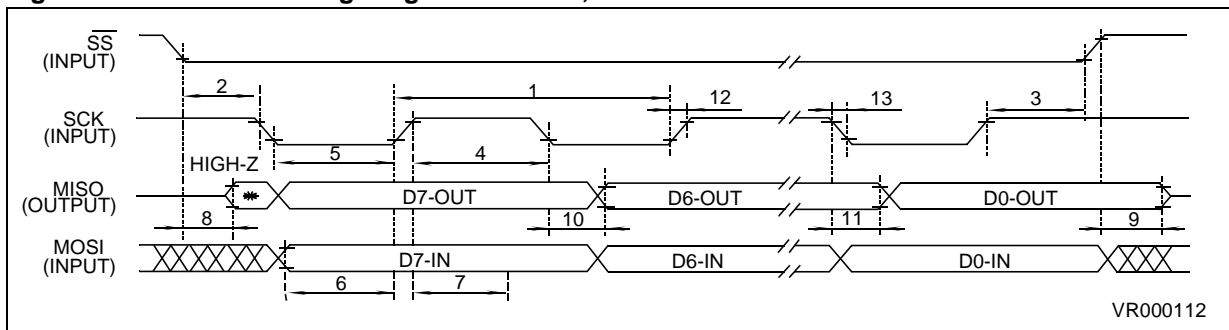 SS
(INPUT)
2
1
12
13
3
SCK
(INPUT)
5
4
HIGH-Z
MISO
(OUTPUT)
D7-OUT
D6-OUT
D0-OUT
8
10
11
9
MOSI
(INPUT)
D7-IN
D6-IN
D0-IN
6
7
VR000112